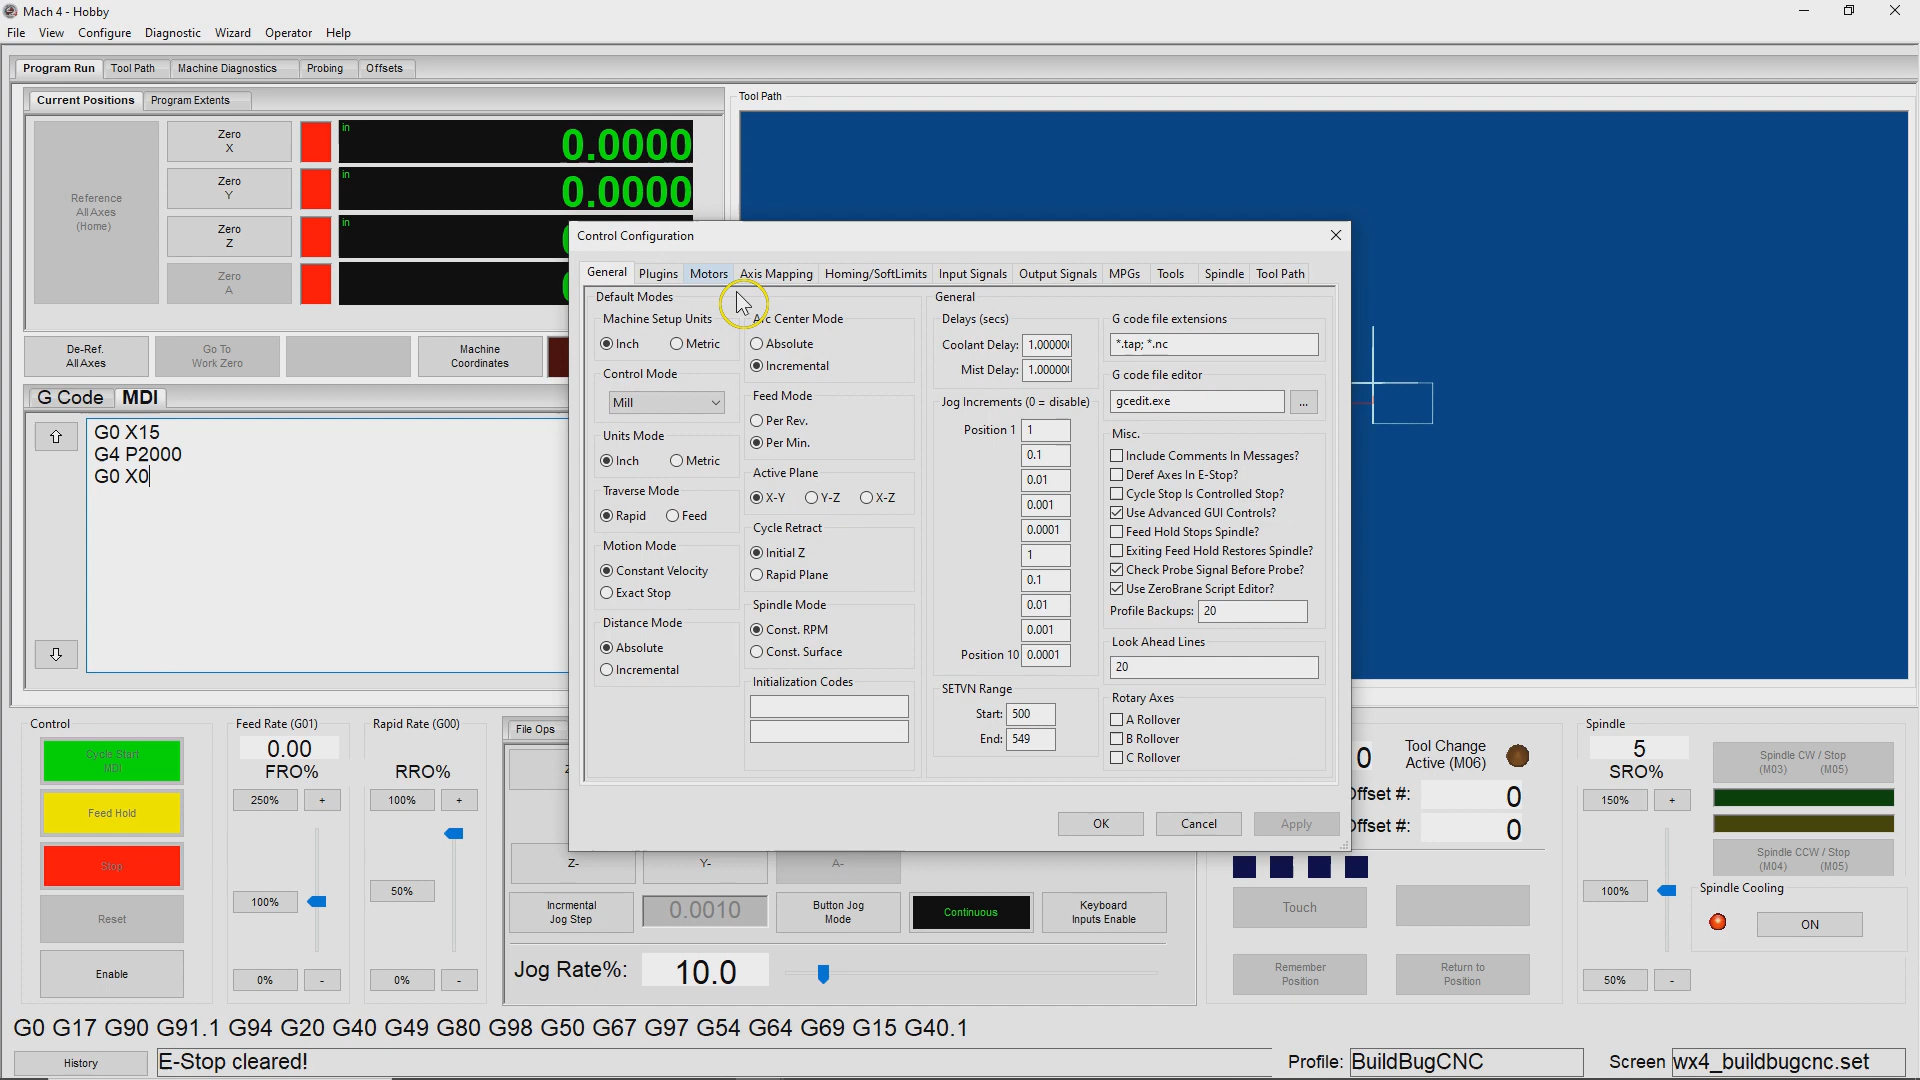 Mach 4 - Hobby
File View Configure Diagnostic Wizard Operator Help
Program Run Tool Path Machine Diagnostics Probing Offsets
Current Positions Program Extents
Reference
All Axes
(Home)
Zero
X
in 0.0000
Zero
Y
in 0.0000
Zero
Z
in
Zero
A
De-Ref.
All Axes
Go To
Work Zero
Machine
Coordinates
G Code MDI
G0 X15
G4 P2000
G0 X0
Tool Path
Control Configuration
General Plugins Motors Axis Mapping Homing/SoftLimits Input Signals Output Signals MPGs Tools Spindle Tool Path
Default Modes
Machine Setup Units
Inch Metric
Control Mode
Mill
Units Mode
Inch Metric
Traverse Mode
Rapid Feed
Motion Mode
Constant Velocity
Exact Stop
Distance Mode
Absolute
Incremental
Arc Center Mode
Absolute
Incremental
Feed Mode
Per Rev.
Per Min.
Active Plane
X-Y Y-Z X-Z
Cycle Retract
Initial Z
Rapid Plane
Spindle Mode
Const. RPM
Const. Surface
Initialization Codes
General
Delays (secs)
Coolant Delay: 1.00000
Mist Delay: 1.00000
Jog Increments (0 = disable)
Position 1 1
0.1
0.01
0.001
0.0001
1
0.1
0.01
0.001
Position 10 0.0001
SETVN Range
Start: 500
End: 549
G code file extensions
*.tap; *.nc
G code file editor
gcedit.exe ...
Misc.
Include Comments In Messages?
Deref Axes In E-Stop?
Cycle Stop Is Controlled Stop?
Use Advanced GUI Controls?
Feed Hold Stops Spindle?
Exiting Feed Hold Restores Spindle?
Check Probe Signal Before Probe?
Use ZeroBrane Script Editor?
Profile Backups: 20
Look Ahead Lines
20
Rotary Axes
A Rollover
B Rollover
C Rollover
OK Cancel Apply
Control
Cycle Start
MDI
Feed Hold
Stop
Reset
Enable
Feed Rate (G01)
0.00
FRO%
250% +
100%
0% -
Rapid Rate (G00)
RRO%
100% +
50%
0% -
File Ops
Z- Y- A-
Incrmental
Jog Step
0.0010
Button Jog
Mode
Continuous
Keyboard
Inputs Enable
Jog Rate%: 10.0
0
Tool Change
Active (M06)
Offset #: 0
Offset #: 0
Touch
Remember
Position
Return to
Position
Spindle
5
SRO%
150% +
100%
50% -
Spindle CW / Stop
(M03) (M05)
Spindle CCW / Stop
(M04) (M05)
Spindle Cooling
ON
G0 G17 G90 G91.1 G94 G20 G40 G49 G80 G98 G50 G67 G97 G54 G64 G69 G15 G40.1
History E-Stop cleared! Profile: BuildBugCNC Screen wx4_buildbugcnc.set